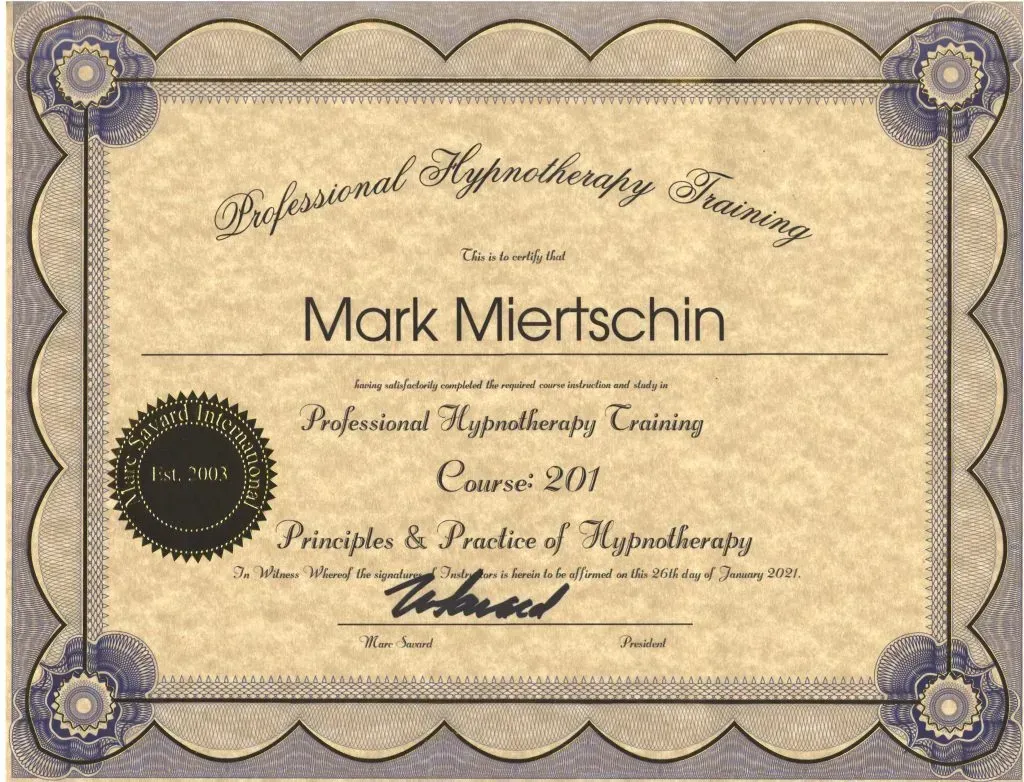 Professional Hypnotherapy Training
This is to certify that
Mark Miertschin
having satisfactorily completed the required course instruction and study in
Professional Hypnotherapy Training
Course: 201
Marc Savard International
Est. 2003
Principles & Practice of Hypnotherapy
In Witness Whereof the signatures of Instructors is herein to be affirmed on this 26th day of January 2021.
Marc Savard President